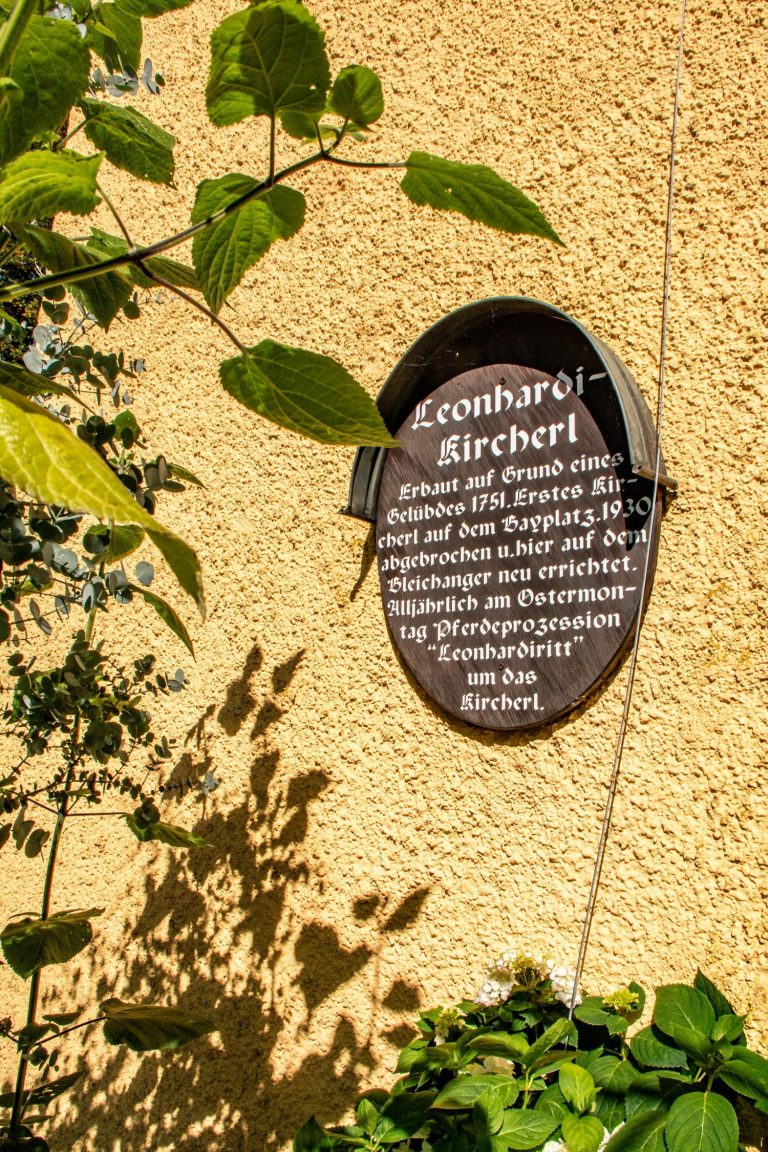 Leonhardi-
Kircherl
Erbaut auf Grund eines
Gelübdes 1751. Erstes Kir-
cherl auf dem Bayplatz. 1930
abgebrochen u. hier auf dem
Bleichanger neu errichtet.
Alljährlich am Ostermon-
tag Pferdeprozession
“Leonhardiritt”
um das
Kircherl.